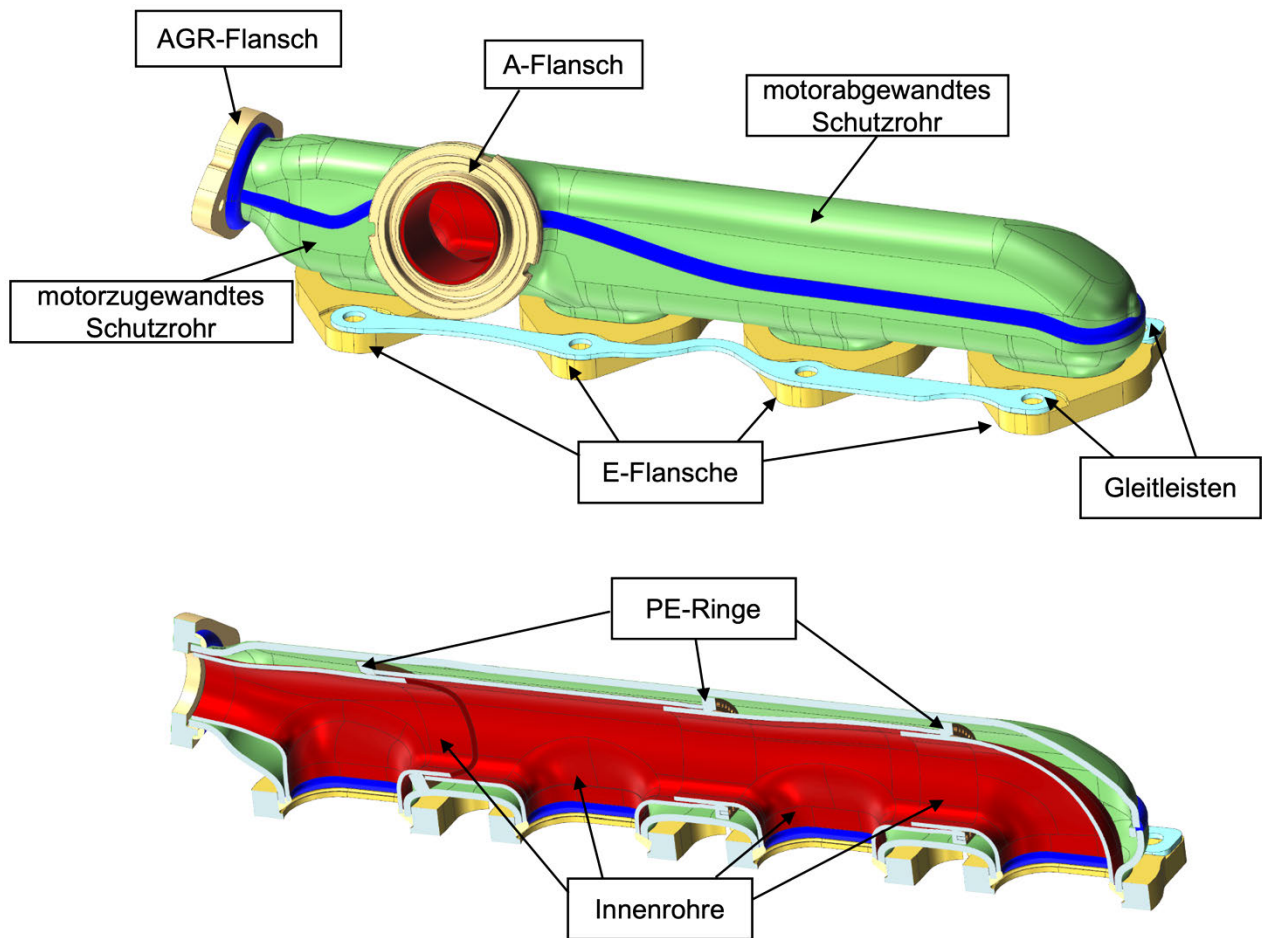 AGR-Flansch
A-Flansch
motorabgewandtes
Schutzrohr
motorzugewandtes
Schutzrohr
E-Flansche
Gleitleisten
PE-Ringe
Innenrohre